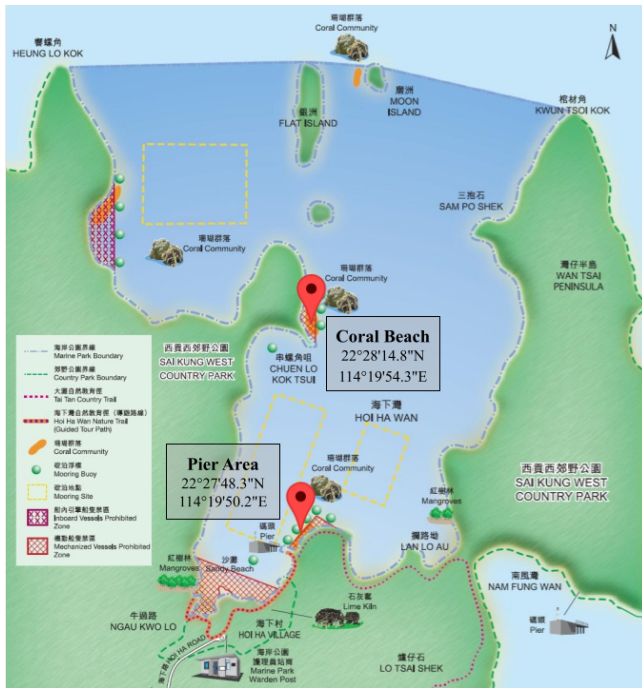 響螺角
HEUNG LO KOK
珊瑚群落
Coral Community
N
磨洲
MOON
ISLAND
銀洲
FLAT ISLAND
棺材角
KWUN TSOI KOK
三抱石
SAM PO SHEK
珊瑚群落
Coral Community
珊瑚群落
Coral Community
灣仔半島
WAN TSAI
PENINSULA
海岸公園界線
Marine Park Boundary
郊野公園界線
Country Park Boundary
大灘自然教育徑
Tai Tan Country Trail
海下灣自然教育徑（導遊路線）
Hoi Ha Wan Nature Trail
(Guided Tour Path)
珊瑚群落
Coral Community
碇泊浮標
Mooring Buoy
碇泊地點
Mooring Site
船內引擎船隻禁區
Inboard Vessels Prohibited
Zone
機動船隻禁區
Mechanized Vessels Prohibited
Zone
西貢西郊野公園
SAI KUNG WEST
COUNTRY PARK
串螺角咀
CHUEN LO
KOK TSUI
Coral Beach
22°28'14.8"N
114°19'54.3"E
海下灣
HOI HA WAN
Pier Area
22°27'48.3"N
114°19'50.2"E
珊瑚群落
Coral Community
西貢西郊野公園
SAI KUNG WEST
COUNTRY PARK
紅樹林
Mangroves
碼頭
Pier
攔路坳
LAN LO AU
紅樹林
Mangroves
沙灘
Sandy Beach
南風灣
NAM FUNG WAN
石灰窰
Lime Kiln
牛過路
NGAU KWO LO
海下村
HOI HA VILLAGE
碼頭
Pier
海下路 HOI HA ROAD
海岸公園
護理員站崗
Marine Park
Warden Post
爐仔石
LO TSAI SHEK